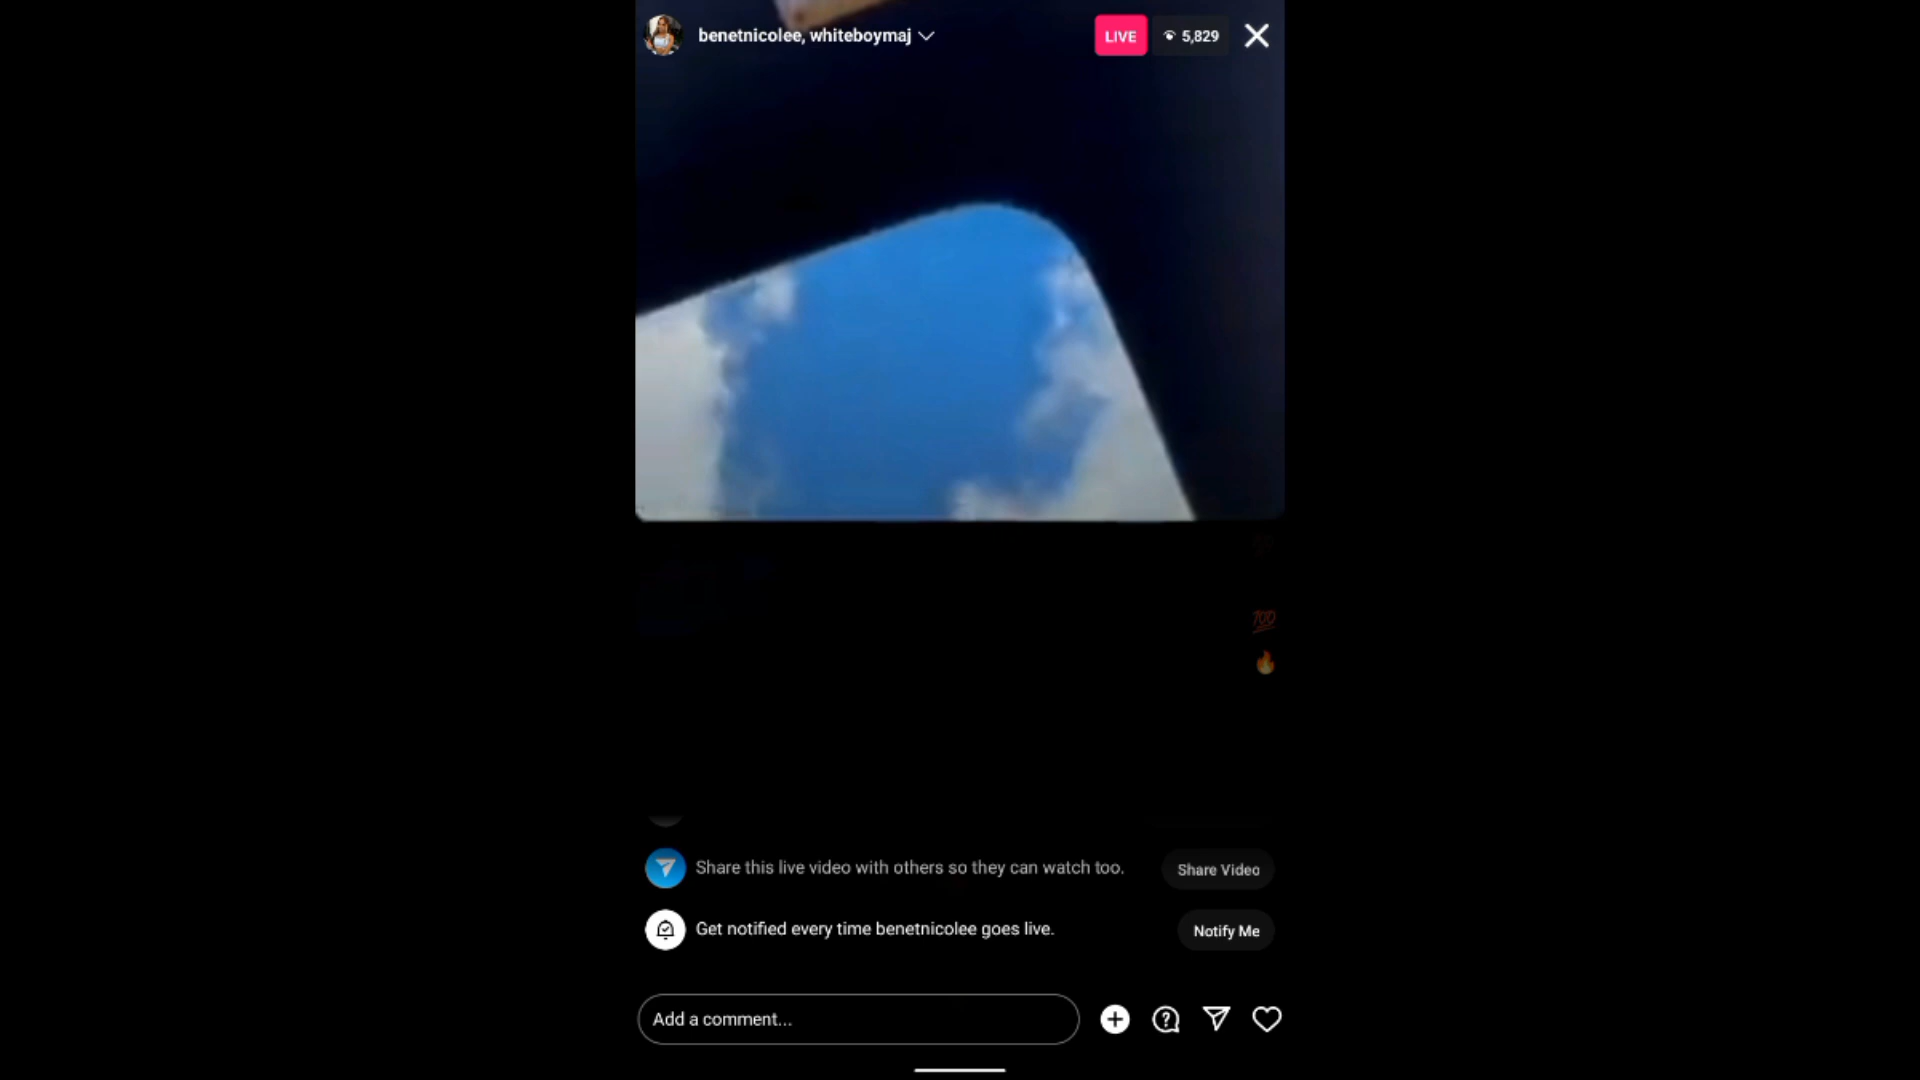 benetnicolee, whiteboymaj
LIVE
5,829
100
Share this live video with others so they can watch too.
Share Video
Get notified every time benetnicolee goes live.
Notify Me
Add a comment...